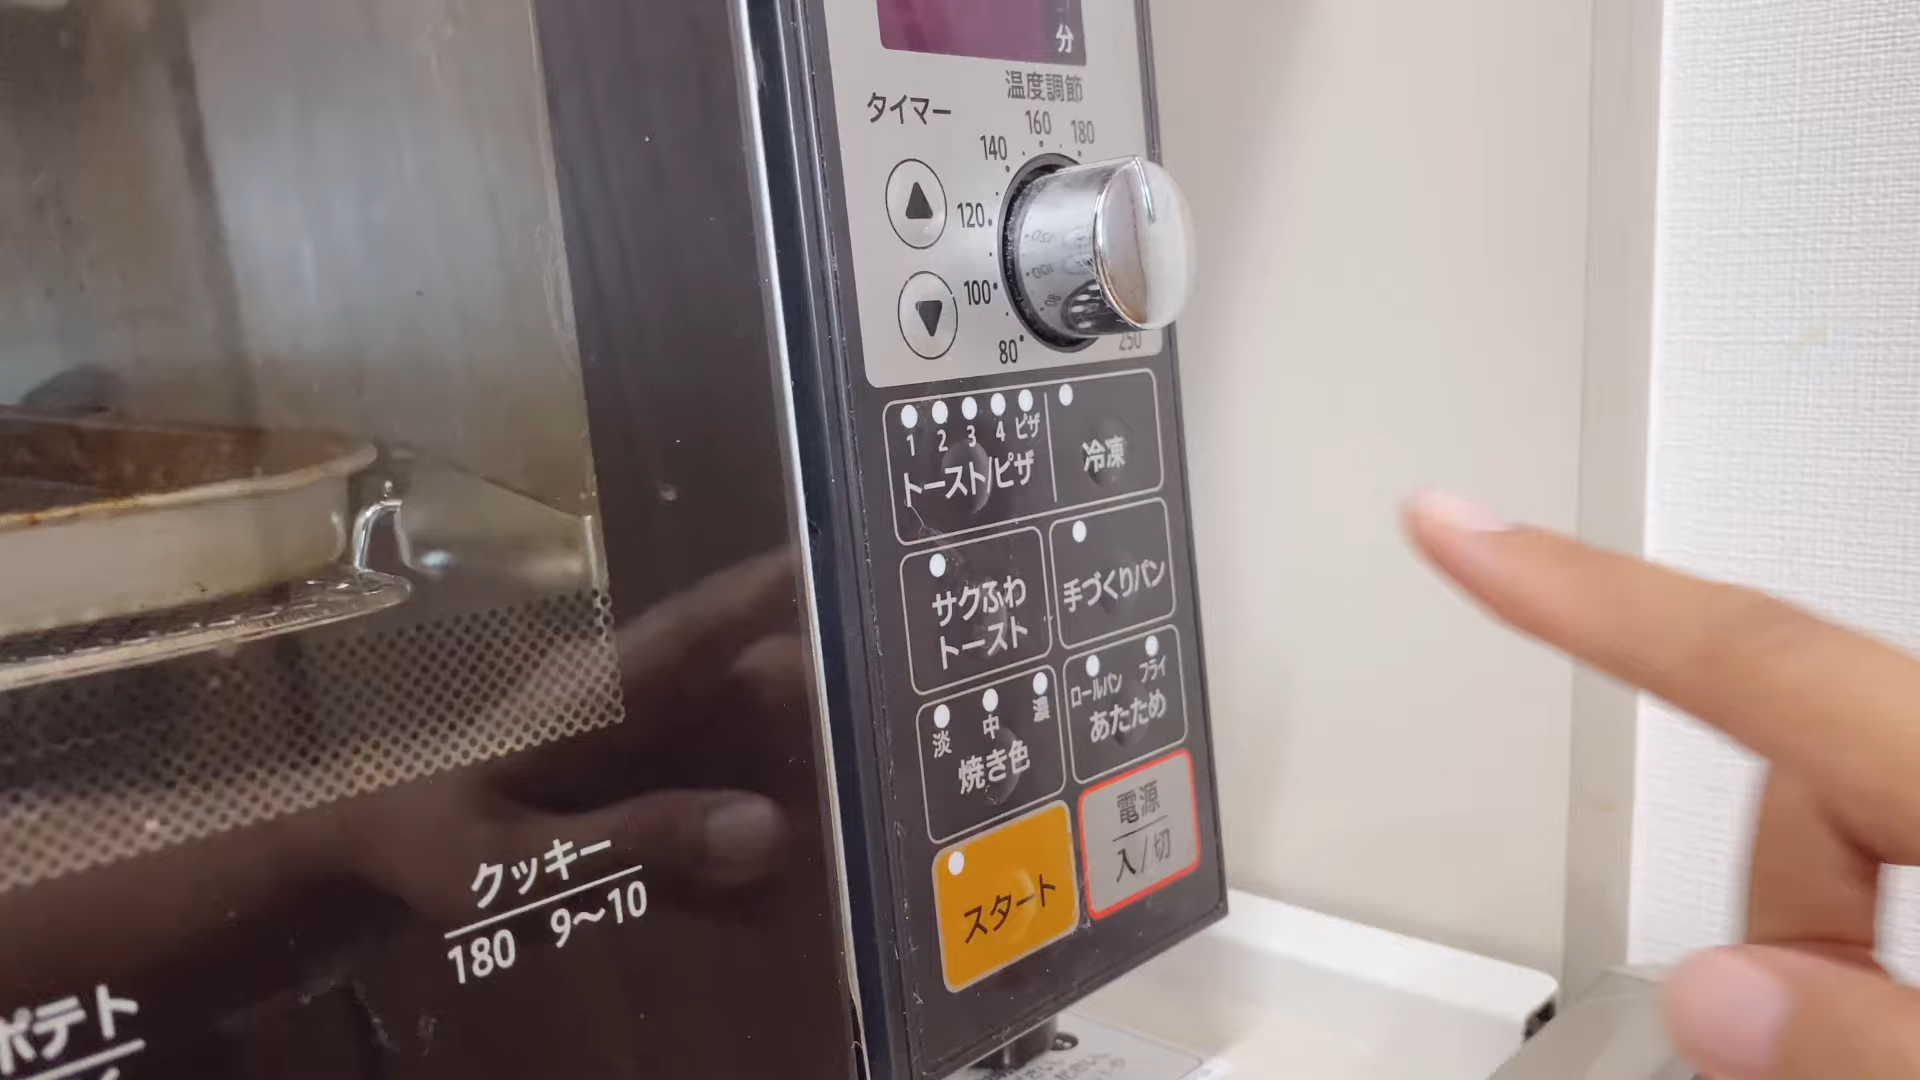 分
温度調節
タイマー
140 160 180
120
100
80
250
1 2 3 4 ピザ
トースト/ピザ
冷凍
サクふわ
トースト
手づくりパン
淡 中 濃
焼き色
ロールパン フライ
あたため
電源
入/切
スタート
クッキー
180 9～10
ポテト